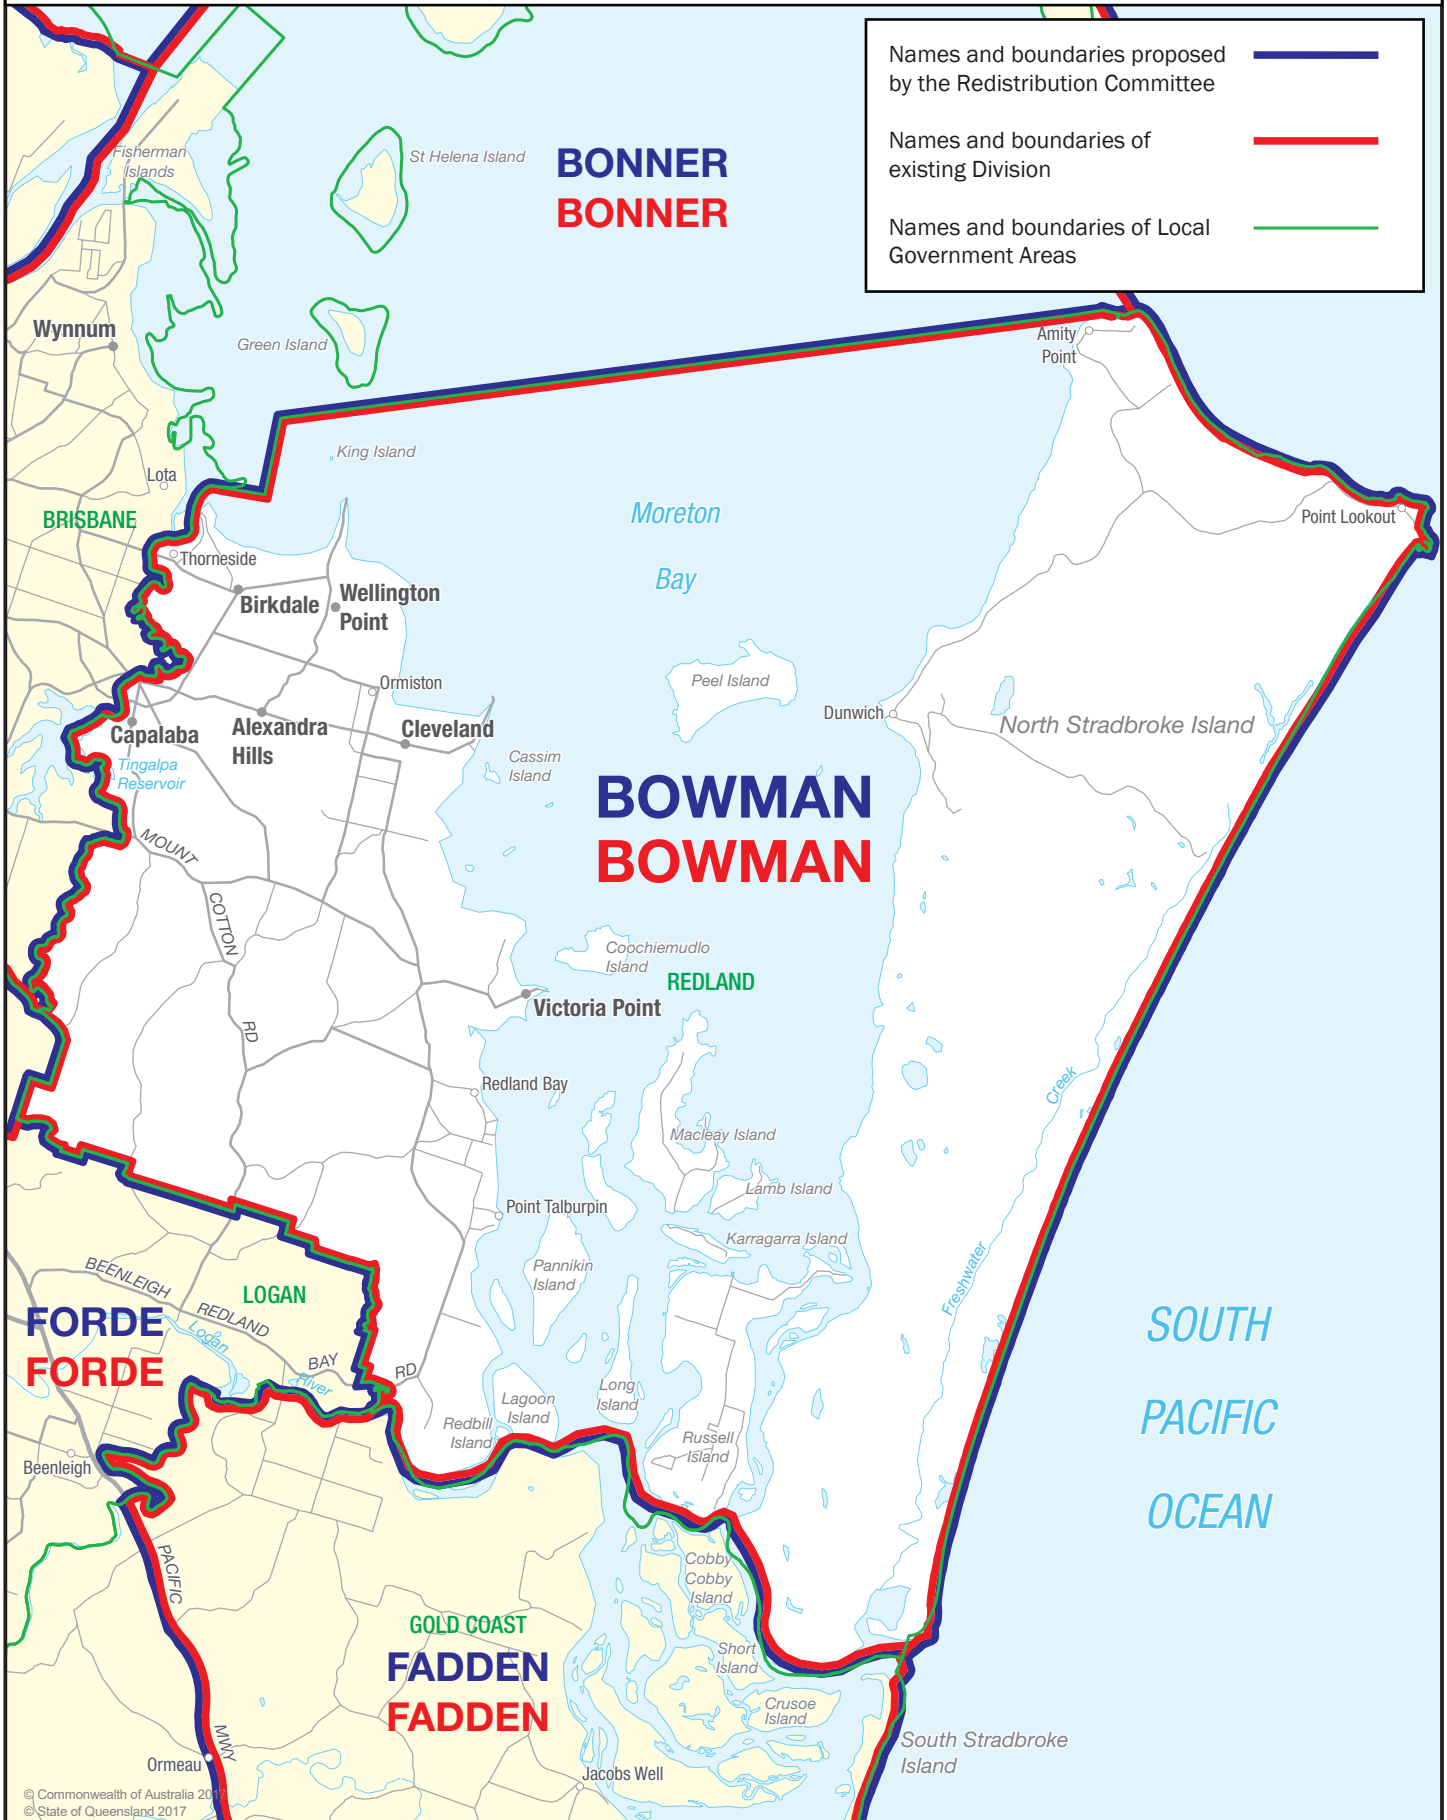 Names and boundaries proposed
by the Redistribution Committee
Names and boundaries of
existing Division
Names and boundaries of Local
Government Areas
Fisherman
Islands
St Helena Island
BONNER
BONNER
Wynnum
Green Island
Amity
Point
King Island
Lota
BRISBANE
Moreton
Bay
Point Lookout
Thorneside
Birkdale
Wellington
Point
Ormiston
Peel Island
Dunwich
North Stradbroke Island
Capalaba
Alexandra
Hills
Cleveland
Tingalpa
Reservoir
Cassim
Island
BOWMAN
BOWMAN
MOUNT
COTTON
RD
Coochiemudlo
Island
REDLAND
Victoria Point
Redland Bay
Creek
Freshwater
Macleay Island
Lamb Island
Point Talburpin
Karragarra Island
Pannikin
Island
BEENLEIGH
REDLAND
BAY
RD
LOGAN
FORDE
FORDE
Logan
River
SOUTH
PACIFIC
OCEAN
Long
Island
Lagoon
Island
Redbill
Island
Russell
Island
Beenleigh
PACIFIC
MWY
Cobby
Cobby
Island
GOLD COAST
FADDEN
FADDEN
Short
Island
Crusoe
Island
South Stradbroke
Island
Ormeau
Jacobs Well
© Commonwealth of Australia 2017
© State of Queensland 2017